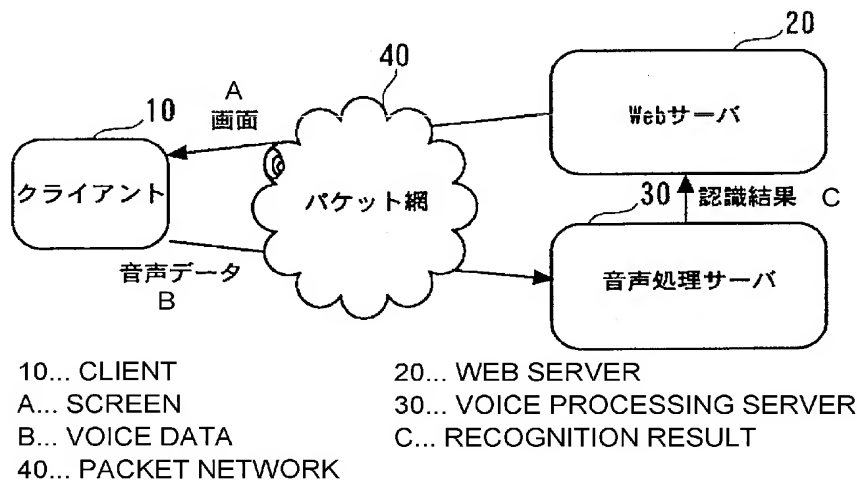 20
40
A
画面
10
Webサーバ
クライアント
パケット網
30
認識結果 C
音声データ
B
音声処理サーバ
10... CLIENT
20... WEB SERVER
A... SCREEN
30... VOICE PROCESSING SERVER
B... VOICE DATA
C... RECOGNITION RESULT
40... PACKET NETWORK